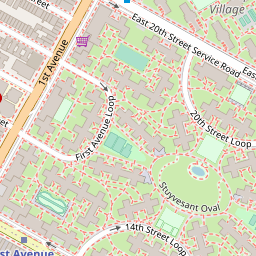 Village
East 20th Street Service Road
1st Avenue
First Avenue Loop
20th Street Loop
Stuyvesant Oval
14th Street Loop
Avenue